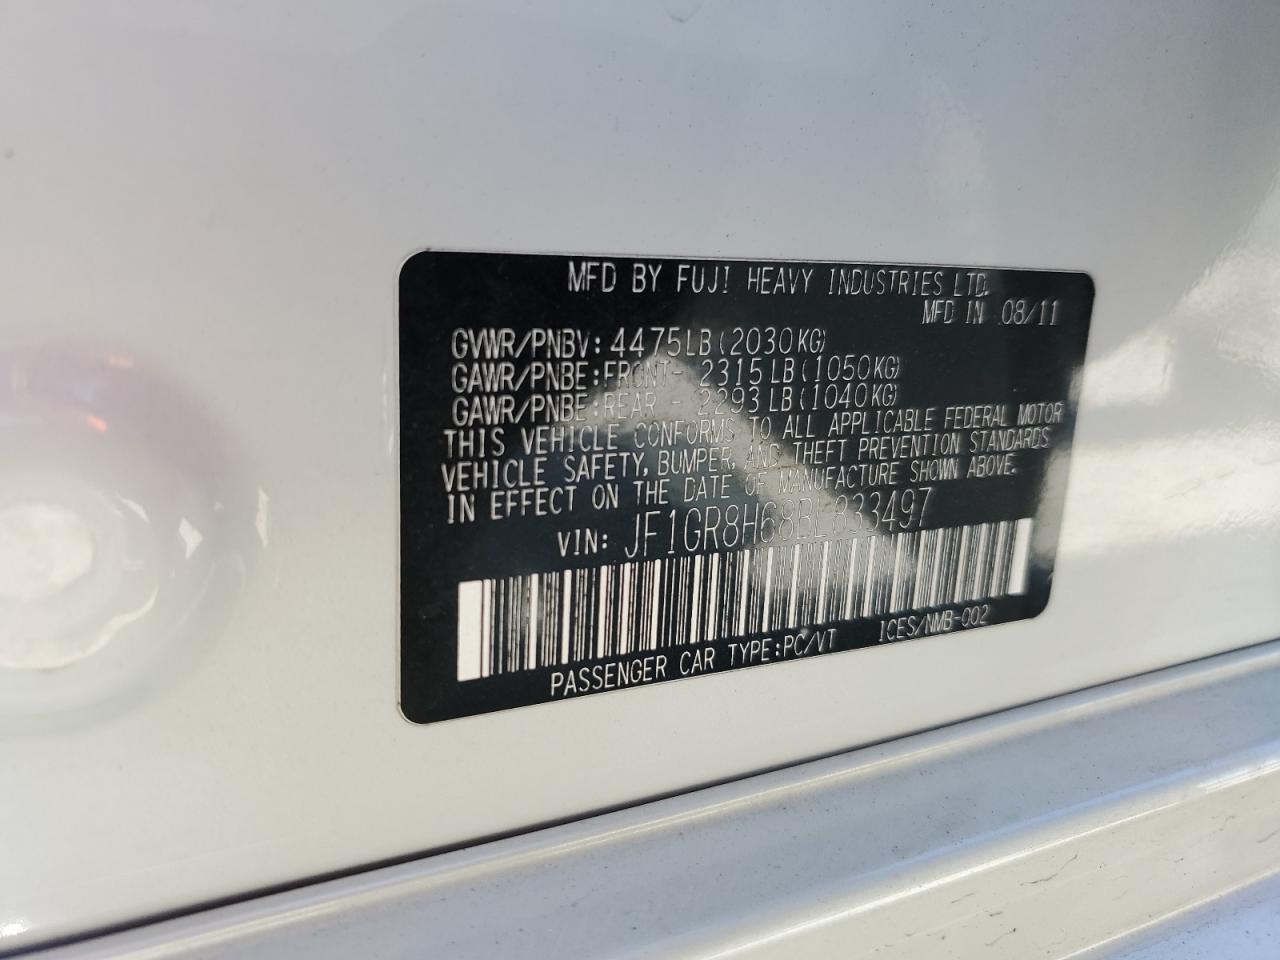 MFD BY FUJI HEAVY INDUSTRIES LTD.
MFD IN 08/11
GVWR/PNBV: 4475LB(2030KG)
GAWR/PNBE:FRONT- 2315LB(1050KG)
GAWR/PNBE:REAR - 2293LB(1040KG)
THIS VEHICLE CONFORMS TO ALL APPLICABLE FEDERAL MOTOR
VEHICLE SAFETY, BUMPER, AND THEFT PREVENTION STANDARDS
IN EFFECT ON THE DATE OF MANUFACTURE SHOWN ABOVE.
VIN: JF1GR8H68BL833497
PASSENGER CAR TYPE:PC/VT ICES/NMB-002